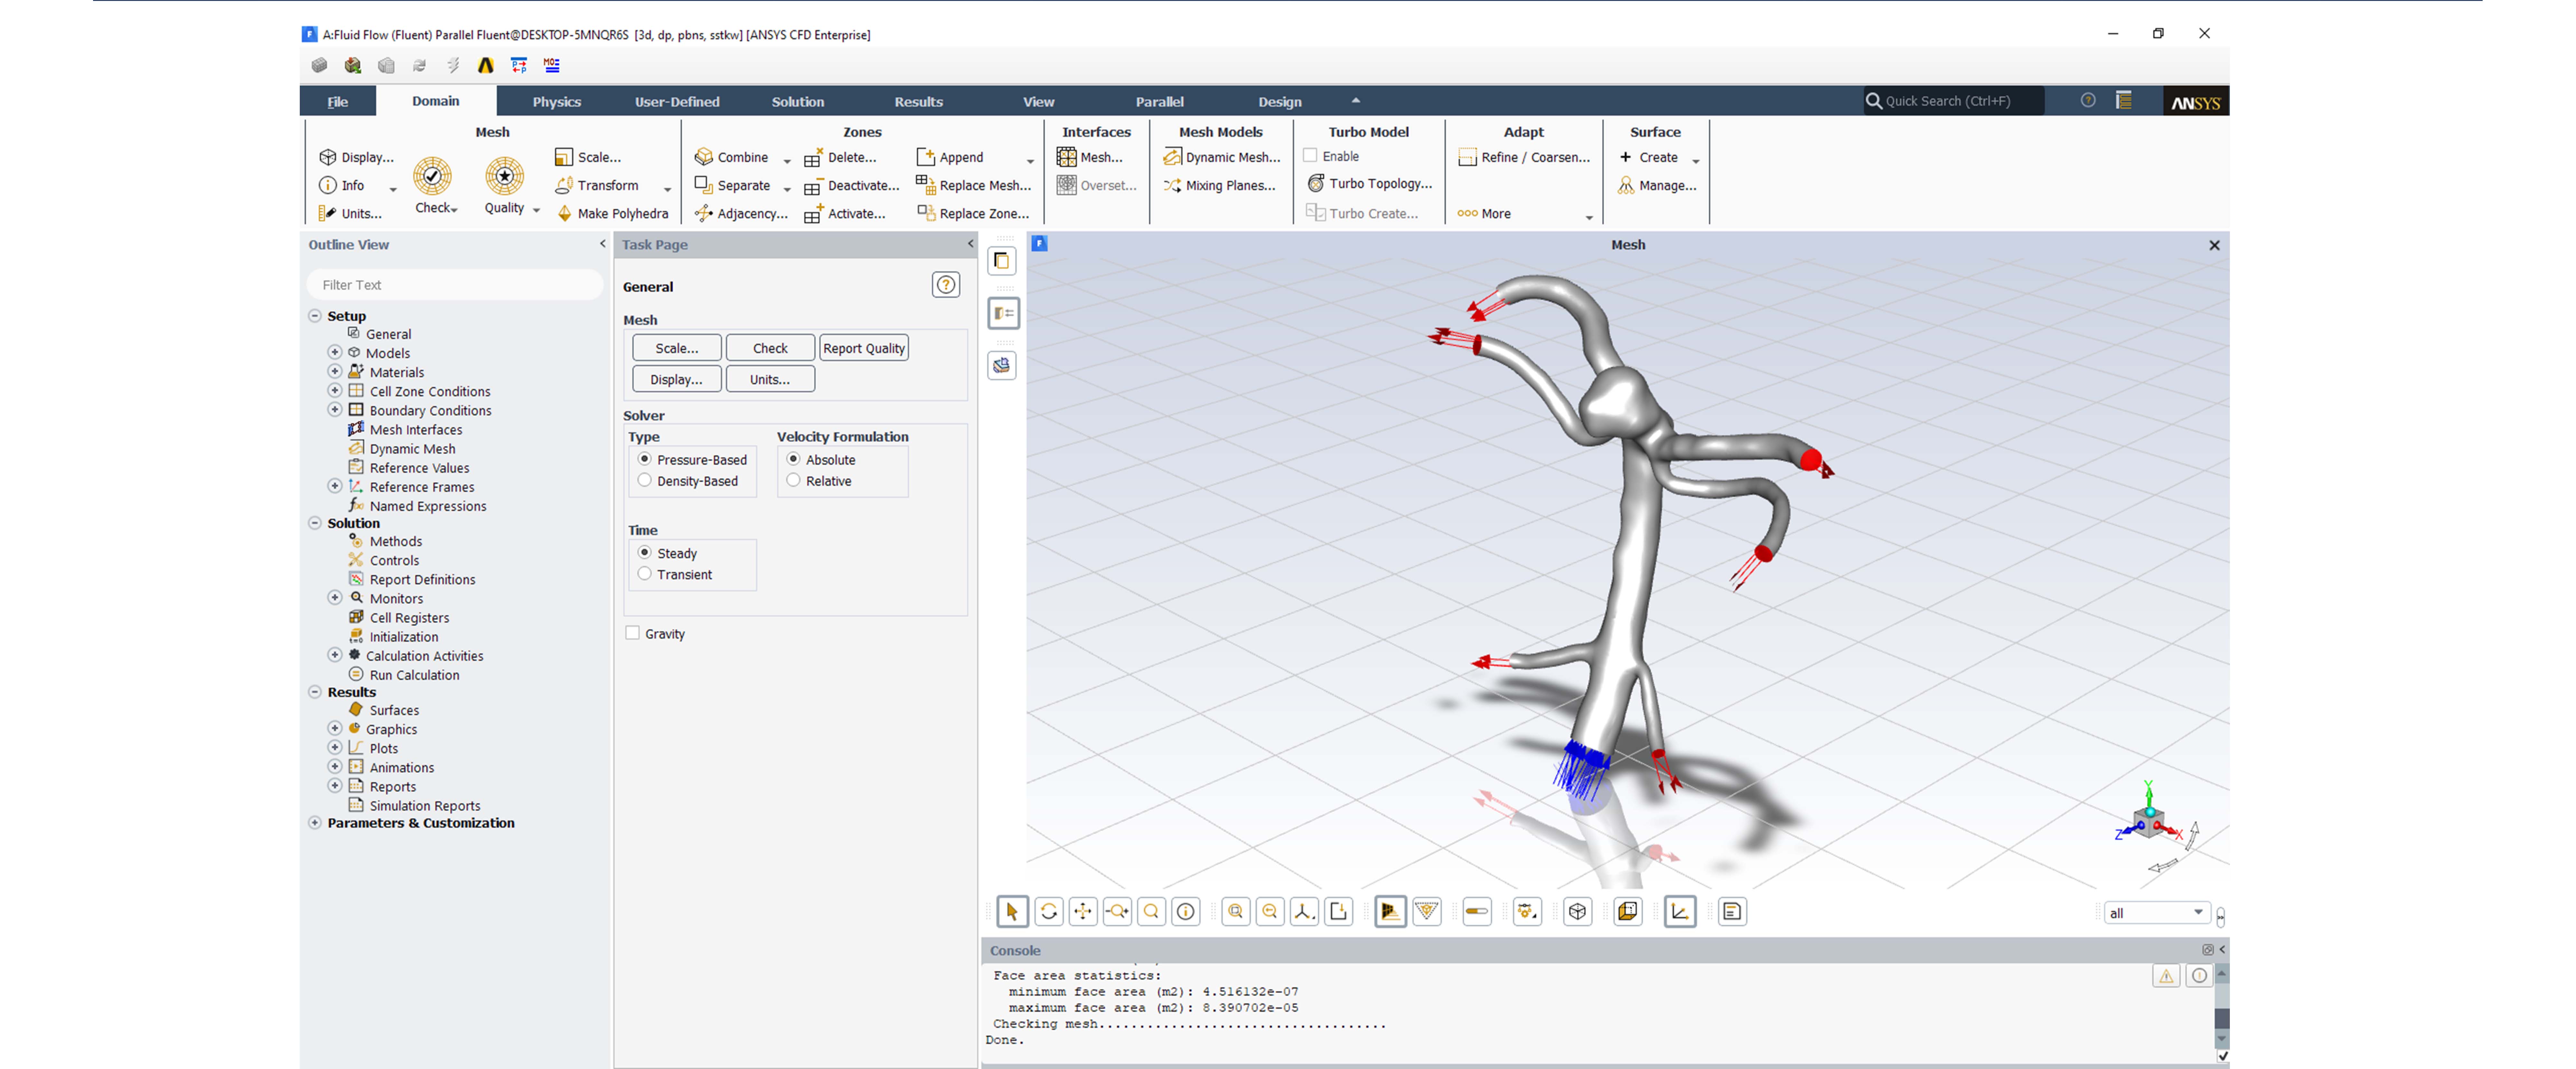 A:Fluid Flow (Fluent) Parallel Fluent@DESKTOP-5MNQR6S [3d, dp, pbns, sstkw] [ANSYS CFD Enterprise]
File Domain Physics User-Defined Solution Results View Parallel Design Quick Search (Ctrl+F) ANSYS
Mesh
Display...
Info
Units...
Check
Quality
Scale...
Transform
Make Polyhedra
Zones
Combine
Separate
Adjacency...
Delete...
Deactivate...
Activate...
Append
Replace Mesh...
Replace Zone...
Interfaces
Mesh...
Overset...
Mesh Models
Dynamic Mesh...
Mixing Planes...
Turbo Model
Enable
Turbo Topology...
Turbo Create...
Adapt
Refine / Coarsen...
More
Surface
Create
Manage...
Outline View
Filter Text
Setup
General
Models
Materials
Cell Zone Conditions
Boundary Conditions
Mesh Interfaces
Dynamic Mesh
Reference Values
Reference Frames
Named Expressions
Solution
Methods
Controls
Report Definitions
Monitors
Cell Registers
Initialization
Calculation Activities
Run Calculation
Results
Surfaces
Graphics
Plots
Animations
Reports
Simulation Reports
Parameters & Customization
Task Page
General
Mesh
Scale... Check Report Quality
Display... Units...
Solver
Type Velocity Formulation
Pressure-Based Absolute
Density-Based Relative
Time
Steady
Transient
Gravity
Mesh
Y
Z X
all
Console
Face area statistics:
minimum face area (m2): 4.516132e-07
maximum face area (m2): 8.390702e-05
Checking mesh...................................
Done.